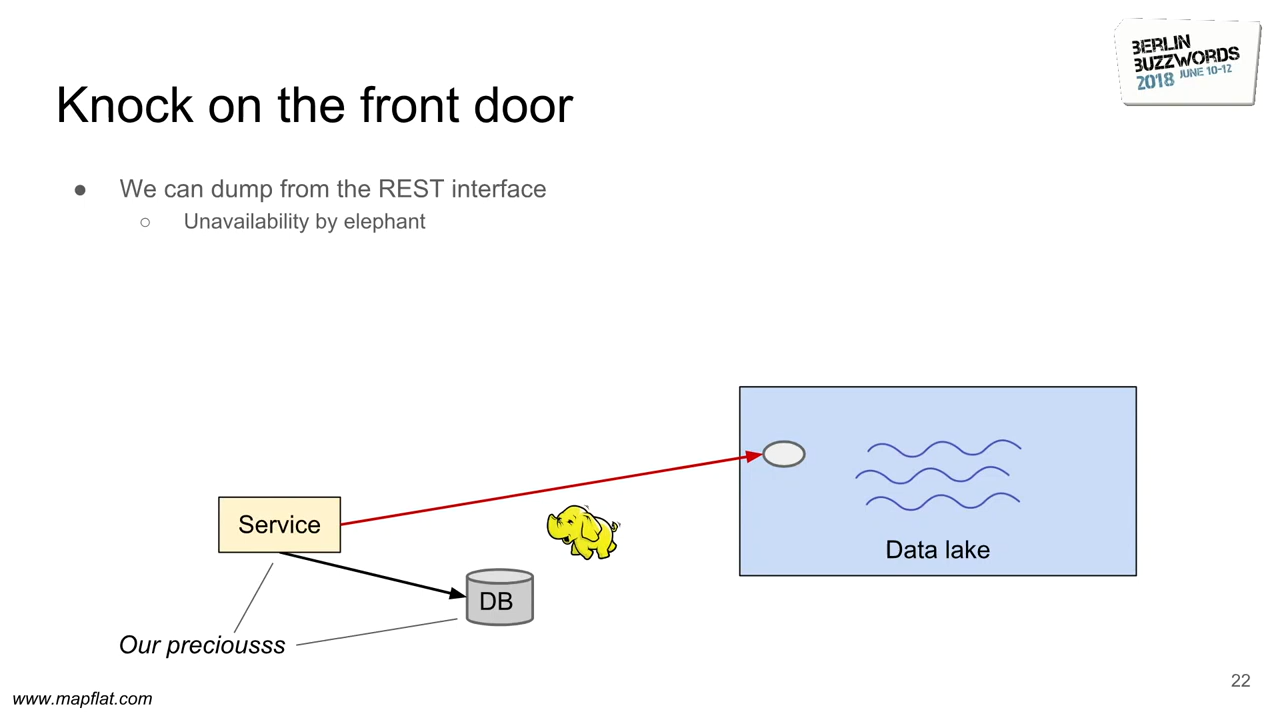 BERLIN
BUZZWORDS
2018 JUNE 10-12
Knock on the front door
● We can dump from the REST interface
○ Unavailability by elephant
Service
DB
Data lake
Our preciousss
22
www.mapflat.com